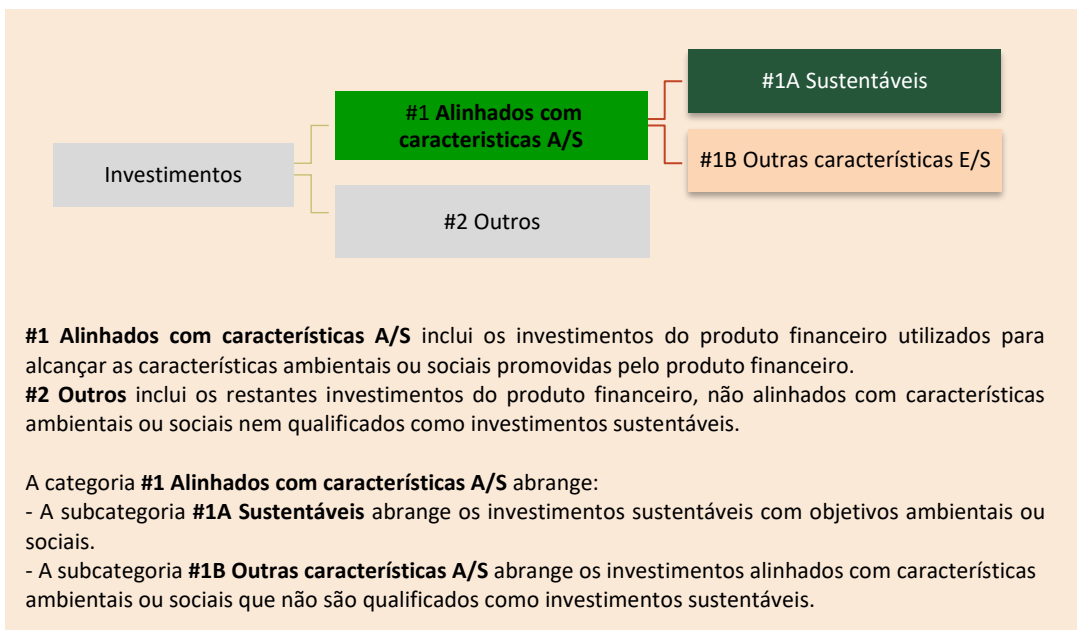 #1A Sustentáveis
#1 Alinhados com
caracteristicas A/S
#1B Outras características E/S
Investimentos
#2 Outros
#1 Alinhados com características A/S inclui os investimentos do produto financeiro utilizados para
alcançar as características ambientais ou sociais promovidas pelo produto financeiro.
#2 Outros inclui os restantes investimentos do produto financeiro, não alinhados com características
ambientais ou sociais nem qualificados como investimentos sustentáveis.
A categoria #1 Alinhados com características A/S abrange:
- A subcategoria #1A Sustentáveis abrange os investimentos sustentáveis com objetivos ambientais ou
sociais.
- A subcategoria #1B Outras características A/S abrange os investimentos alinhados com características
ambientais ou sociais que não são qualificados como investimentos sustentáveis.